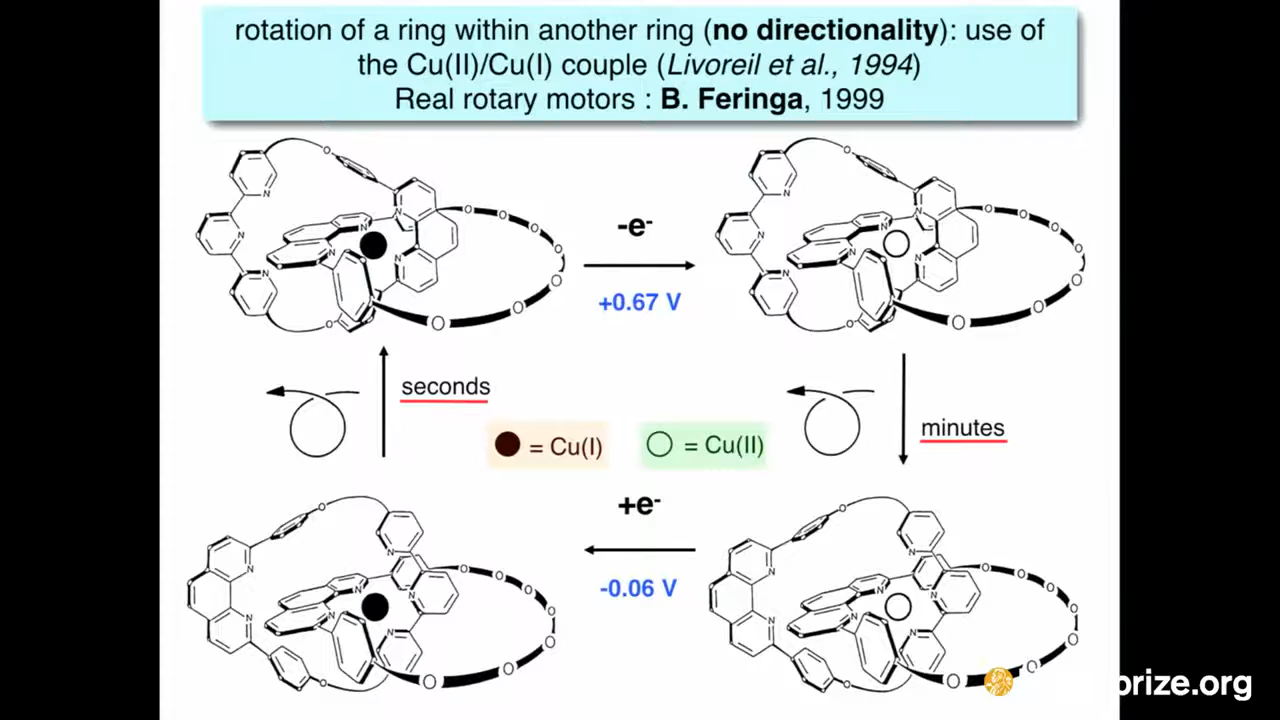 rotation of a ring within another ring (no directionality): use of
the Cu(II)/Cu(I) couple (Livoreil et al., 1994)
Real rotary motors : B. Feringa, 1999
-e-
+0.67 V
seconds
minutes
= Cu(I)
= Cu(II)
+e-
-0.06 V
prize.org